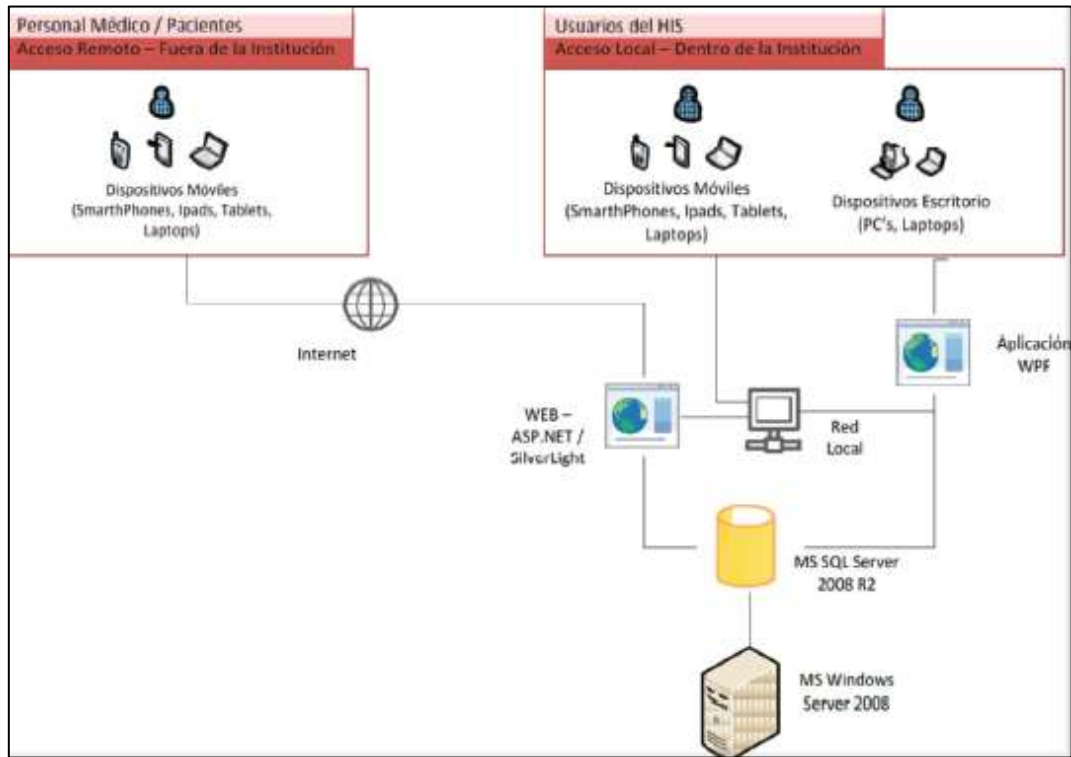 Personal Médico / Pacientes
Acceso Remoto – Fuera de la Institución
Dispositivos Móviles
(SmarthPhones, Ipads, Tablets,
Laptops)
Usuarios del HIS
Acceso Local – Dentro de la Institución
Dispositivos Móviles
(SmarthPhones, Ipads, Tablets,
Laptops)
Dispositivos Escritorio
(PC's, Laptops)
Internet
Aplicación
WPF
WEB –
ASP.NET /
SilverLight
Red
Local
MS SQL Server
2008 R2
MS Windows
Server 2008